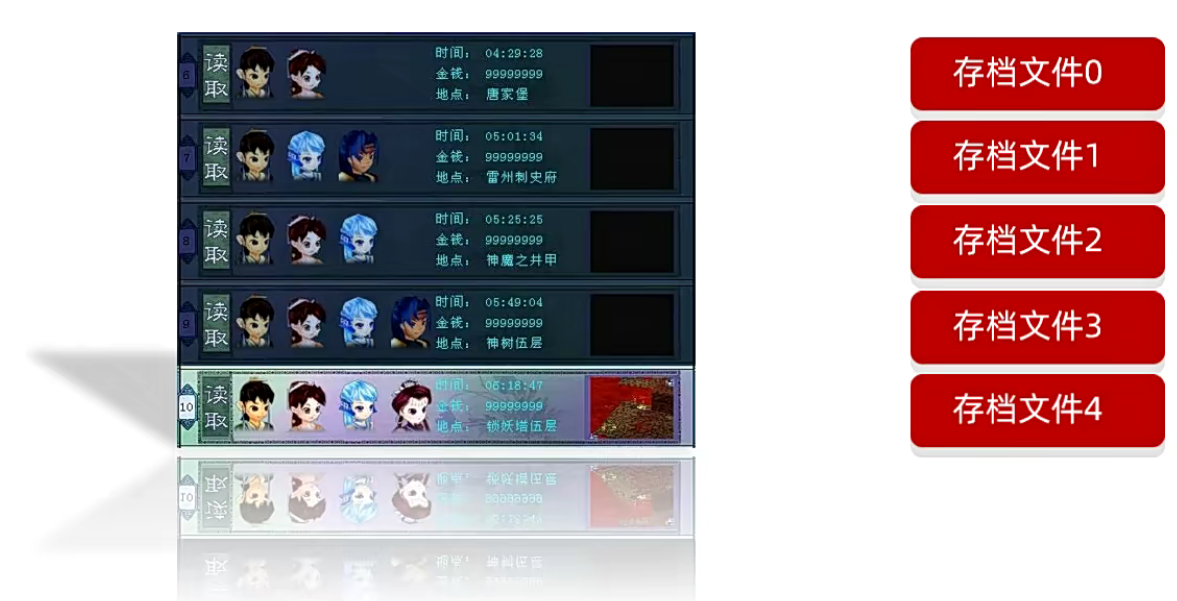 6
读取
时间： 04:29:28
金钱： 99999999
地点： 唐家堡
7
读取
时间： 05:01:34
金钱： 99999999
地点： 雷州刺史府
8
读取
时间： 05:25:25
金钱： 99999999
地点： 神魔之井甲
9
读取
时间： 05:49:04
金钱： 99999999
地点： 神树伍层
10
读取
时间： 06:18:47
金钱： 99999999
地点： 锁妖塔伍层
存档文件0
存档文件1
存档文件2
存档文件3
存档文件4